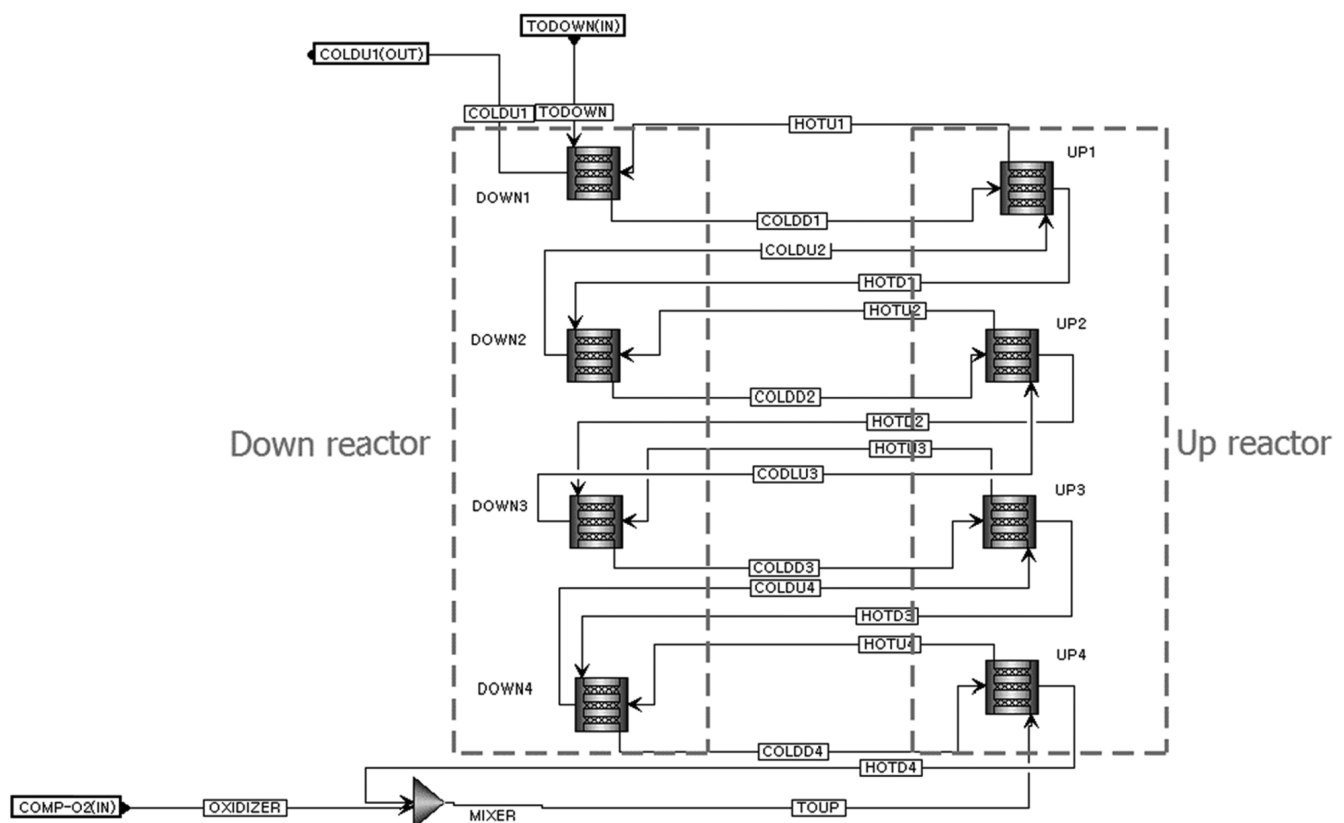 TODOWN(IN)
COLDU1(OUT)
COLDU1
TODOWN
HOTU1
UP1
DOWN1
COLDD1
COLDU2
HOTD1
HOTU2
UP2
DOWN2
COLDD2
HOTD2
Down reactor
Up reactor
HOTU3
CODLU3
UP3
DOWN3
COLDD3
COLDU4
HOTD3
HOTU4
UP4
DOWN4
COLDD4
HOTD4
COMP-O2(IN)
OXIDIZER
MIXER
TOUP